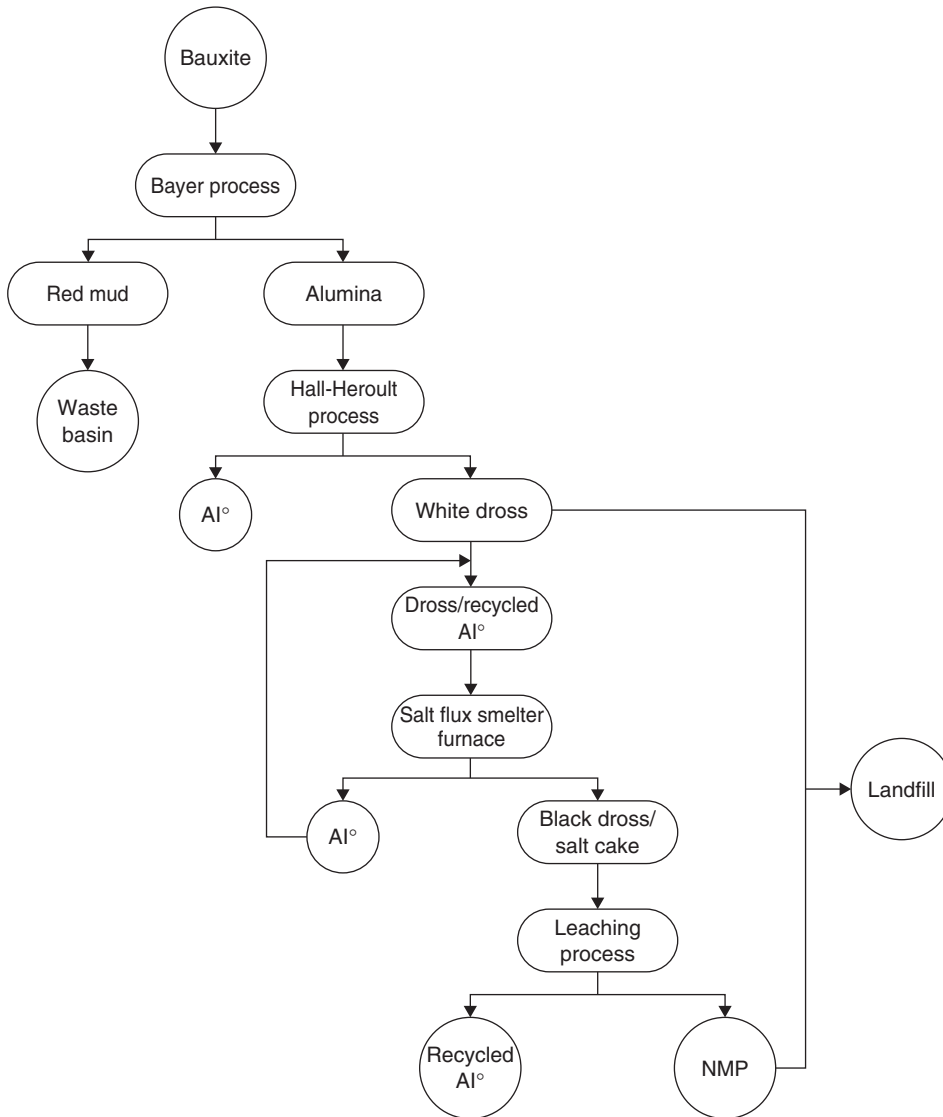 Bauxite
Bayer process
Red mud
Alumina
Waste
basin
Hall-Heroult
process
Al°
White dross
Dross/recycled
Al°
Salt flux smelter
furnace
Al°
Black dross/
salt cake
Landfill
Leaching
process
Recycled
Al°
NMP